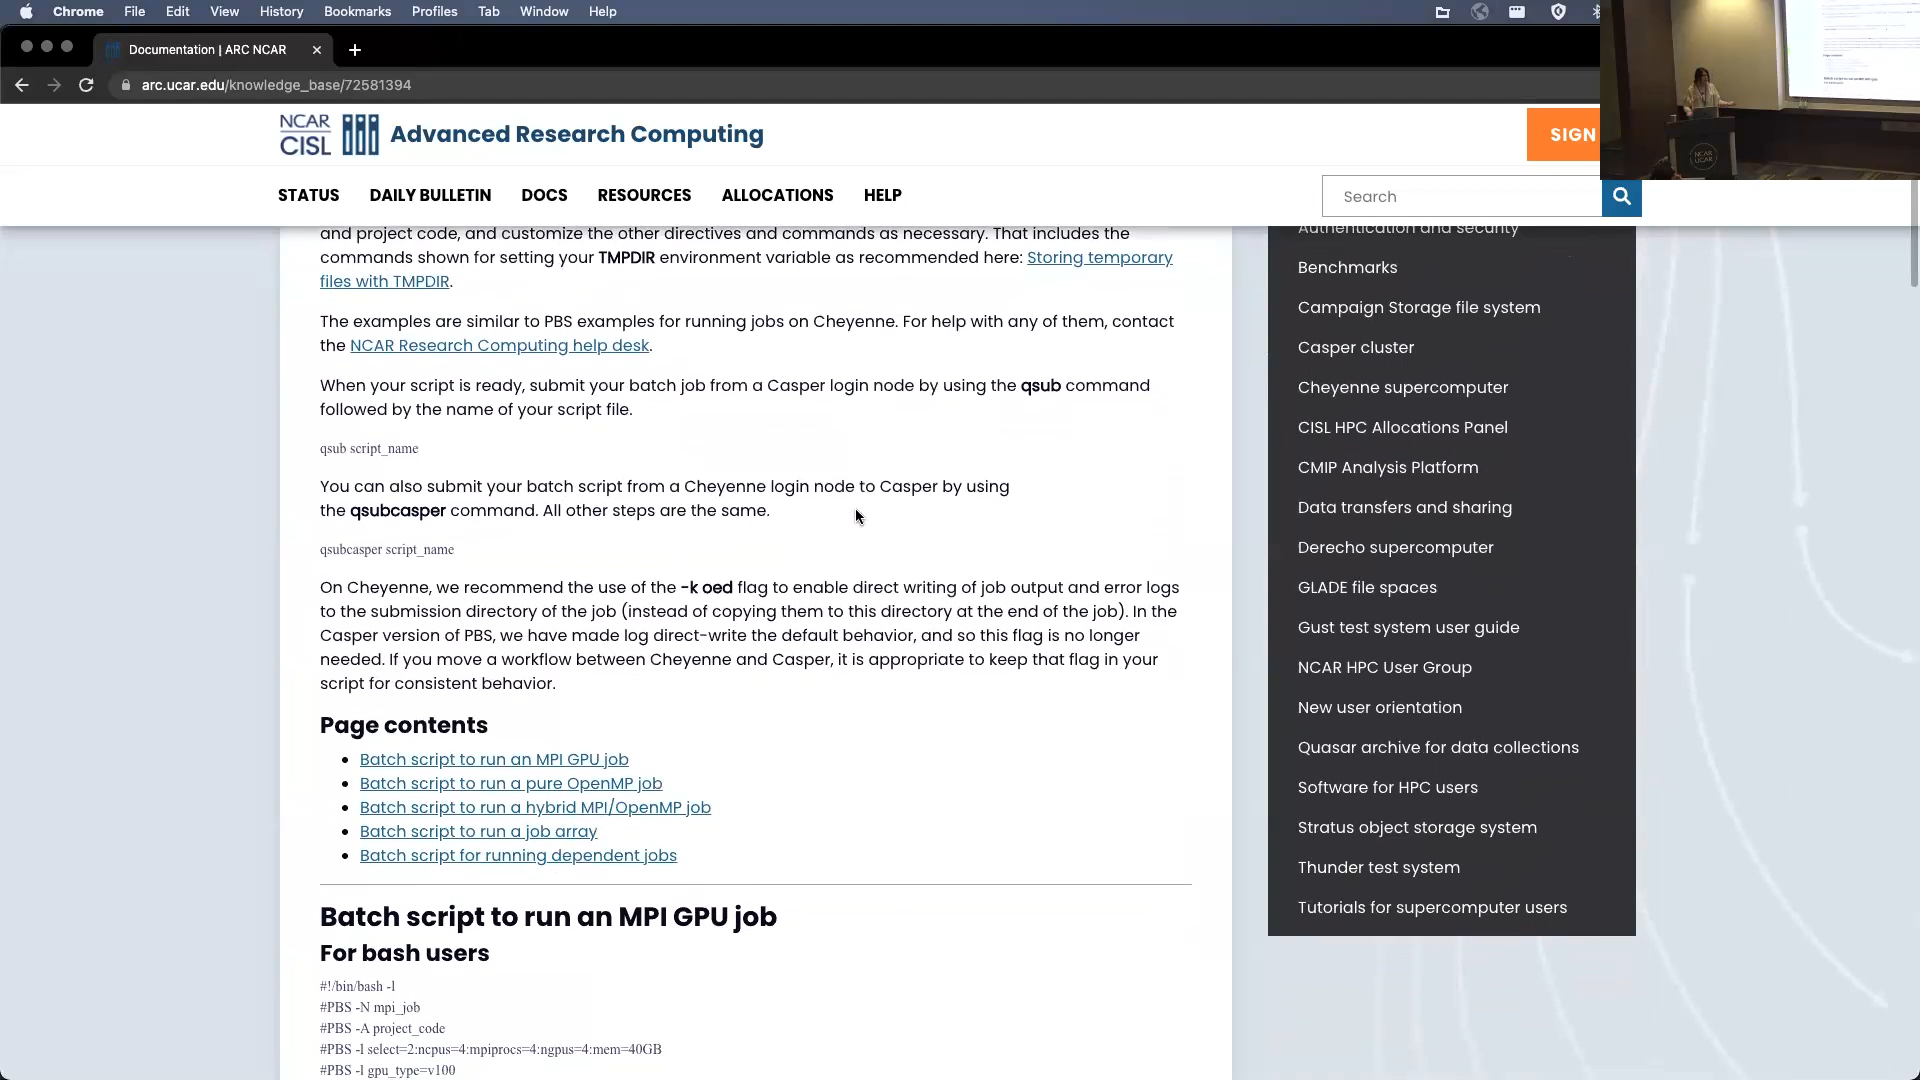 Chrome File Edit View History Bookmarks Profiles Tab Window Help
Documentation | ARC NCAR
arc.ucar.edu/knowledge_base/72581394
NCAR
CISL
Advanced Research Computing
SIGN
STATUS DAILY BULLETIN DOCS RESOURCES ALLOCATIONS HELP
Search
and project code, and customize the other directives and commands as necessary. That includes the
commands shown for setting your TMPDIR environment variable as recommended here: Storing temporary
files with TMPDIR.
The examples are similar to PBS examples for running jobs on Cheyenne. For help with any of them, contact
the NCAR Research Computing help desk.
When your script is ready, submit your batch job from a Casper login node by using the qsub command
followed by the name of your script file.
qsub script_name
You can also submit your batch script from a Cheyenne login node to Casper by using
the qsubcasper command. All other steps are the same.
qsubcasper script_name
On Cheyenne, we recommend the use of the -k oed flag to enable direct writing of job output and error logs
to the submission directory of the job (instead of copying them to this directory at the end of the job). In the
Casper version of PBS, we have made log direct-write the default behavior, and so this flag is no longer
needed. If you move a workflow between Cheyenne and Casper, it is appropriate to keep that flag in your
script for consistent behavior.
Page contents
Batch script to run an MPI GPU job
Batch script to run a pure OpenMP job
Batch script to run a hybrid MPI/OpenMP job
Batch script to run a job array
Batch script for running dependent jobs
Batch script to run an MPI GPU job
For bash users
#!/bin/bash -l
#PBS -N mpi_job
#PBS -A project_code
#PBS -l select=2:ncpus=4:mpiprocs=4:ngpus=4:mem=40GB
#PBS -l gpu_type=v100
Authentication and security
Benchmarks
Campaign Storage file system
Casper cluster
Cheyenne supercomputer
CISL HPC Allocations Panel
CMIP Analysis Platform
Data transfers and sharing
Derecho supercomputer
GLADE file spaces
Gust test system user guide
NCAR HPC User Group
New user orientation
Quasar archive for data collections
Software for HPC users
Stratus object storage system
Thunder test system
Tutorials for supercomputer users
NCAR
UCAR